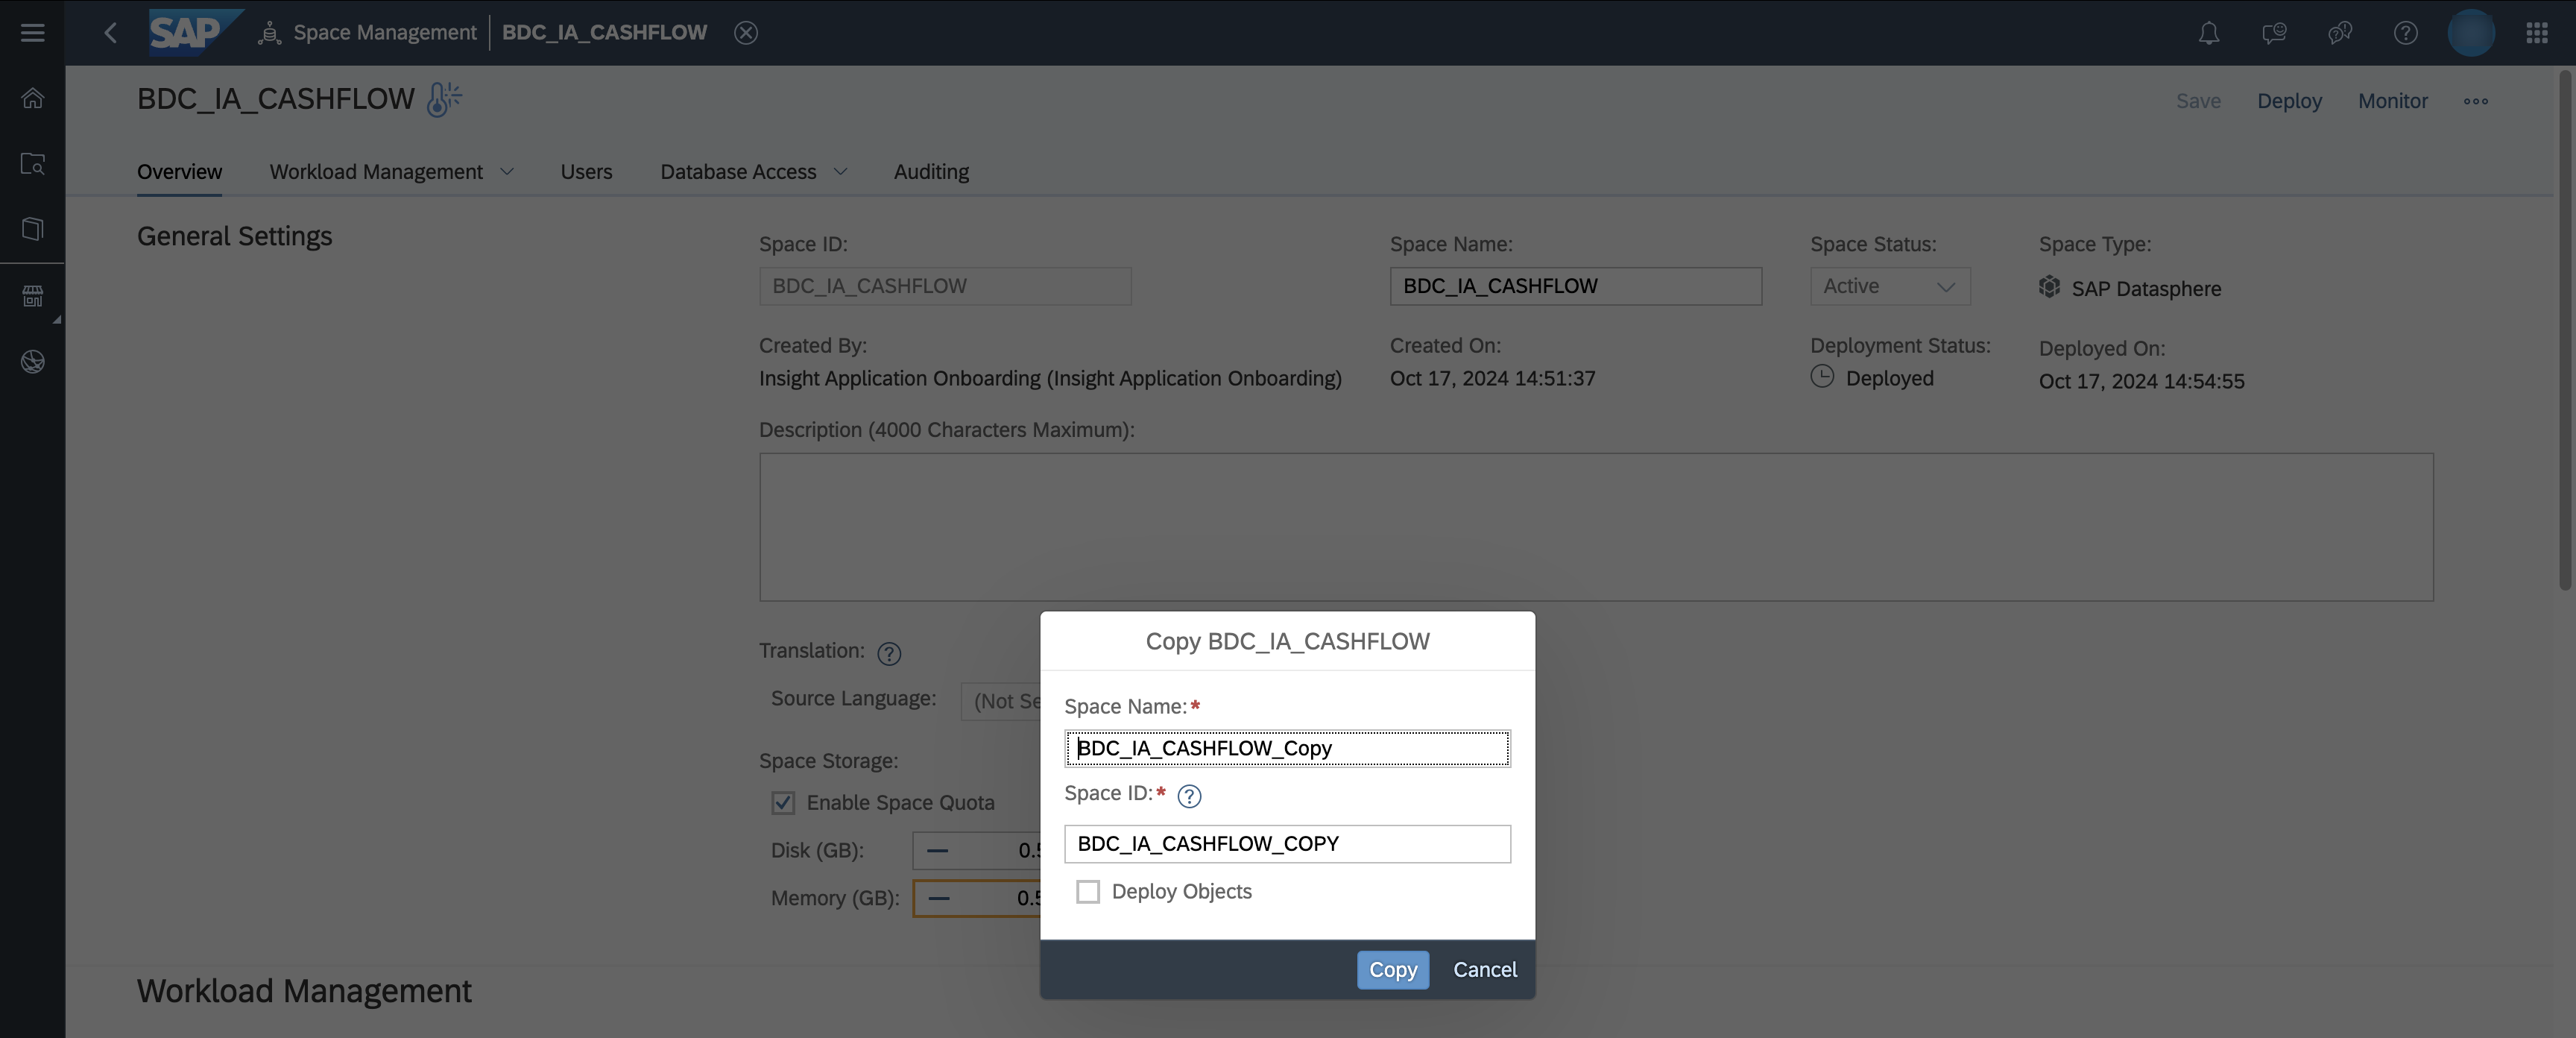 SAP Space Management BDC_IA_CASHFLOW
BDC_IA_CASHFLOW
Save Deploy Monitor
Overview Workload Management Users Database Access Auditing
General Settings
Space ID: Space Name: Space Status: Space Type:
BDC_IA_CASHFLOW BDC_IA_CASHFLOW Active SAP Datasphere
Created By: Created On: Deployment Status: Deployed On:
Insight Application Onboarding (Insight Application Onboarding) Oct 17, 2024 14:51:37 Deployed Oct 17, 2024 14:54:55
Description (4000 Characters Maximum):
Translation:
Source Language: (Not Se
Space Storage:
Enable Space Quota
Disk (GB): 0.5
Memory (GB): 0.5
Workload Management
Copy BDC_IA_CASHFLOW
Space Name:*
BDC_IA_CASHFLOW_Copy
Space ID:*
BDC_IA_CASHFLOW_COPY
Deploy Objects
Copy Cancel